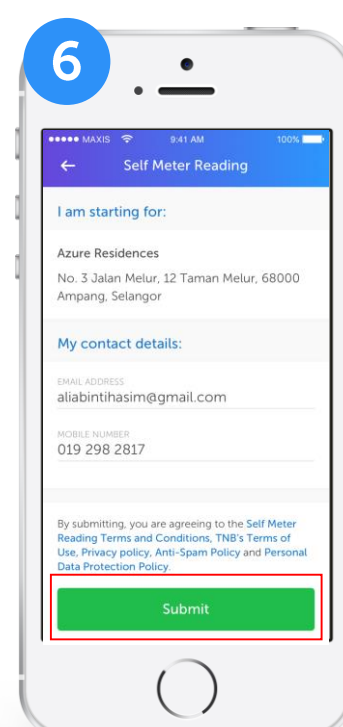 6
MAXIS 9:41 AM 100%
Self Meter Reading
I am starting for:
Azure Residences
No. 3 Jalan Melur, 12 Taman Melur, 68000
Ampang, Selangor
My contact details:
EMAIL ADDRESS
aliabintihasim@gmail.com
MOBILE NUMBER
019 298 2817
By submitting, you are agreeing to the Self Meter
Reading Terms and Conditions, TNB's Terms of
Use, Privacy policy, Anti-Spam Policy and Personal
Data Protection Policy.
Submit